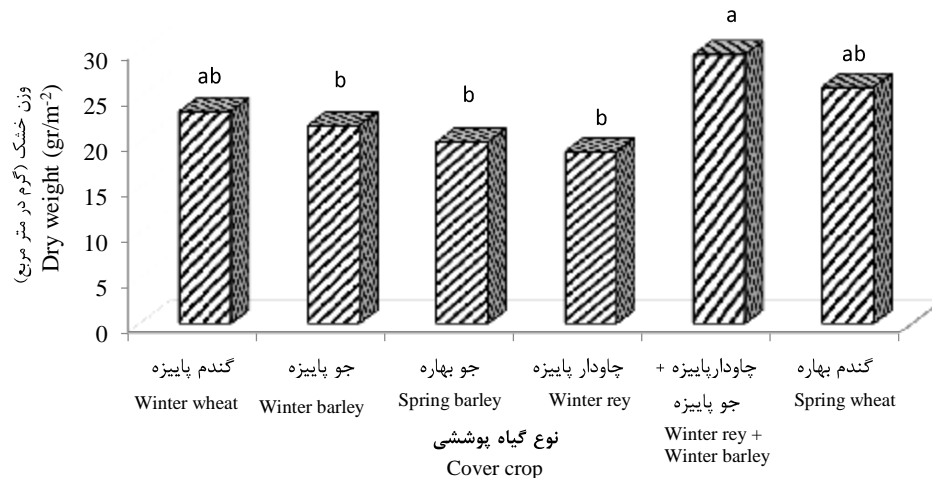 وزن خشک (گرم در متر مربع)
Dry weight (gr/m⁻²)
30
25
20
15
10
5
0
ab
b
b
b
a
ab
گندم پاییزه
Winter wheat
جو پاییزه
Winter barley
جو بهاره
Spring barley
چاودار پاییزه
Winter rey
چاودارپاییزه +
جو پاییزه
Winter rey +
Winter barley
گندم بهاره
Spring wheat
نوع گیاه پوششی
Cover crop